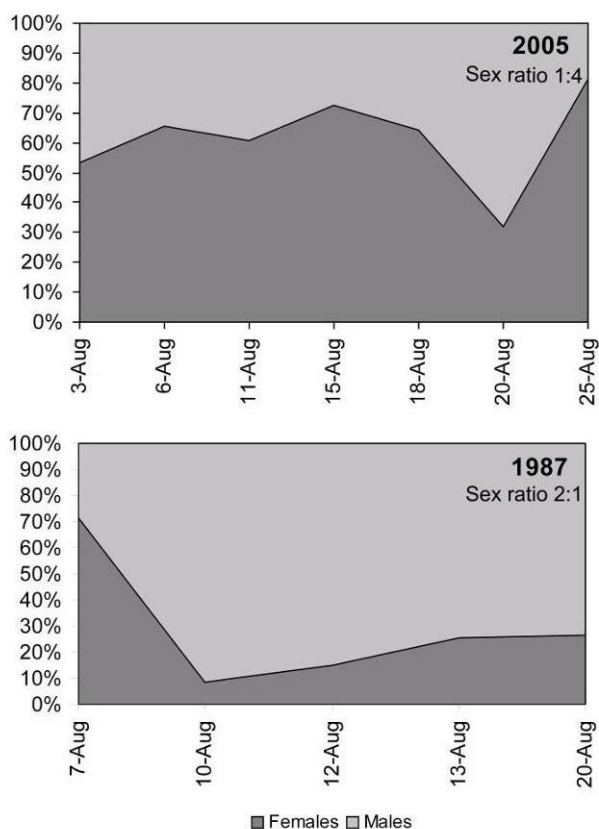 100%
90%
80%
70%
60%
50%
40%
30%
20%
10%
0%
2005
Sex ratio 1:4
3-Aug
6-Aug
11-Aug
15-Aug
18-Aug
20-Aug
25-Aug
100%
90%
80%
70%
60%
50%
40%
30%
20%
10%
0%
1987
Sex ratio 2:1
7-Aug
10-Aug
12-Aug
13-Aug
20-Aug
Females Males